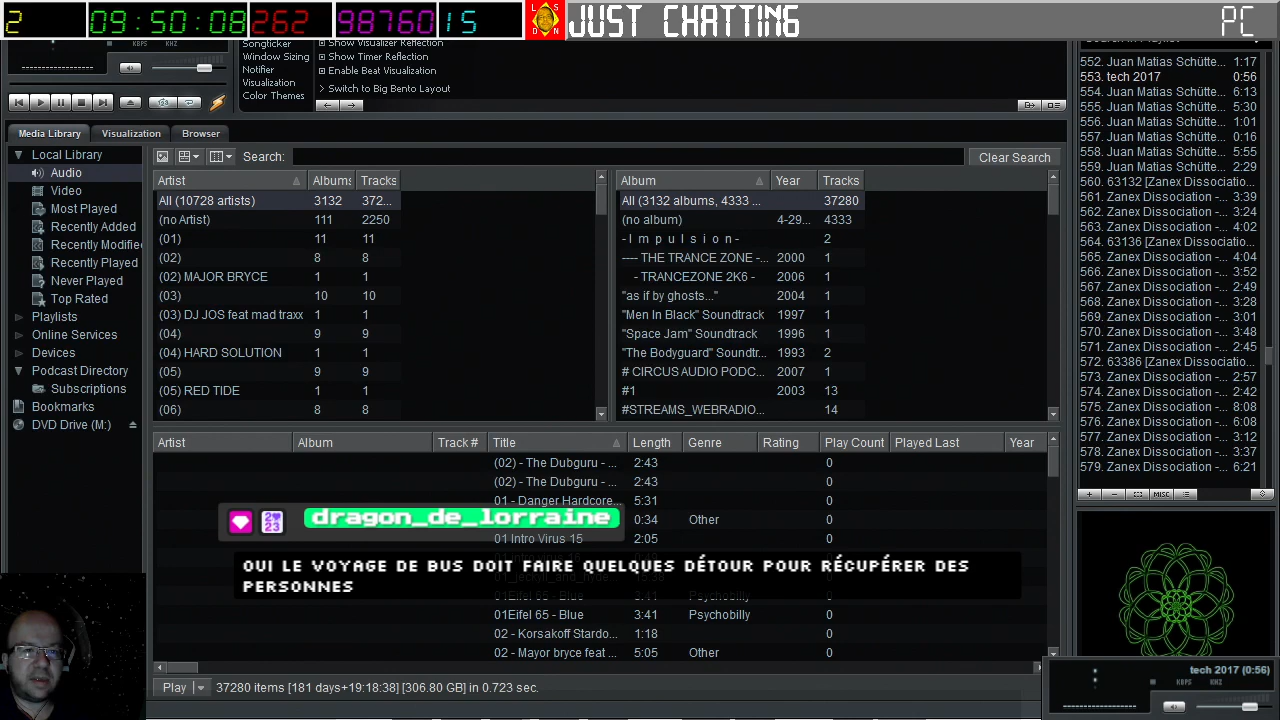 2
09:50:08
262
98760
15
LSDN
JUST CHATTING
PC
KBPS KHZ
Songticker
Window Sizing
Notifier
Visualization
Color Themes
Show Visualizer Reflection
Show Timer Reflection
Enable Beat Visualization
Switch to Big Bento Layout
Media Library
Visualization
Browser
Local Library
Audio
Video
Most Played
Recently Added
Recently Modifie
Recently Played
Never Played
Top Rated
Playlists
Online Services
Devices
Podcast Directory
Subscriptions
Bookmarks
DVD Drive (M:)
Search:
Clear Search
Artist Albums Tracks
All (10728 artists) 3132 372...
(no Artist) 111 2250
(01) 11 11
(02) 8 8
(02) MAJOR BRYCE 1 1
(03) 10 10
(03) DJ JOS feat mad traxx 1 1
(04) 9 9
(04) HARD SOLUTION 1 1
(05) 9 9
(05) RED TIDE 1 1
(06) 8 8
Album Year Tracks
All (3132 albums, 4333 ... 37280
(no album) 4-29... 4333
- I m p u l s i o n - 2
---- THE TRANCE ZONE -... 2000 1
- TRANCEZONE 2K6 - 2006 1
"as if by ghosts..." 2004 1
"Men In Black" Soundtrack 1997 1
"Space Jam" Soundtrack 1996 1
"The Bodyguard" Soundtr... 1993 2
# CIRCUS AUDIO PODC... 2007 1
#1 2003 13
#STREAMS_WEBRADIO... 14
Artist Album Track # Title Length Genre Rating Play Count Played Last Year
(02) - The Dubguru - ... 2:43 0
(02) - The Dubguru - ... 2:43 0
01 - Danger Hardcore... 5:31 0
0:34 Other 0
01 Intro Virus 15 2:05 0
dragon_de_lorraine
OUI LE VOYAGE DE BUS DOIT FAIRE QUELQUES DÉTOUR POUR RÉCUPÉRER DES
PERSONNES
01Eifel 65 - Blue 3:41 Psychobilly 0
02 - Korsakoff Stardo... 1:18 0
02 - Mayor bryce feat ... 5:05 Other 0
Play
37280 items [181 days+19:18:38] [306.80 GB] in 0.723 sec.
552. Juan Matias Schütte... 1:17
553. tech 2017 0:56
554. Juan Matias Schütte... 6:13
555. Juan Matias Schütte... 5:30
556. Juan Matias Schütte... 1:01
557. Juan Matias Schütte... 0:16
558. Juan Matias Schütte... 5:55
559. Juan Matias Schütte... 2:29
560. 63132 [Zanex Dissociatio...
561. Zanex Dissociation -... 3:39
562. Zanex Dissociation -... 3:24
563. Zanex Dissociation -... 4:02
564. 63136 [Zanex Dissociatio...
565. Zanex Dissociation -... 4:04
566. Zanex Dissociation -... 3:52
567. Zanex Dissociation -... 2:49
568. Zanex Dissociation -... 3:28
569. Zanex Dissociation -... 3:01
570. Zanex Dissociation -... 3:48
571. Zanex Dissociation -... 2:45
572. 63386 [Zanex Dissociatio...
573. Zanex Dissociation -... 2:57
574. Zanex Dissociation -... 2:42
575. Zanex Dissociation -... 8:08
576. Zanex Dissociation -... 6:08
577. Zanex Dissociation -... 3:12
578. Zanex Dissociation -... 3:37
579. Zanex Dissociation -... 6:21
MISC
tech 2017 (0:56)
KBPS KHZ